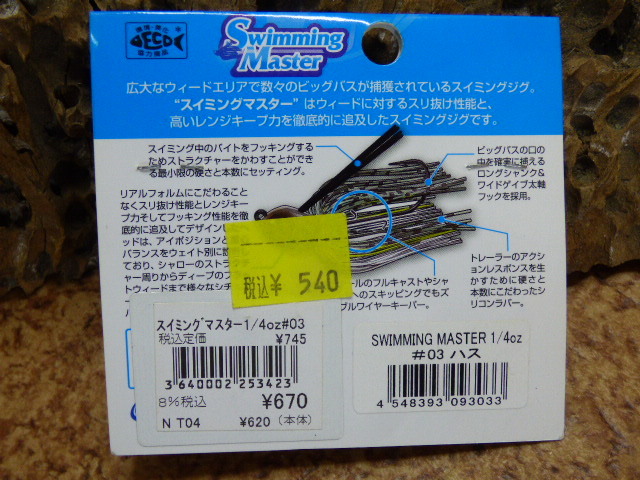 ECO
Swimming
Master
広大なウィードエリアで数々のビッグバスが捕獲されているスイミングジグ。
“スイミングマスター”はウィードに対するスリ抜け性能と、
高いレンジキープ力を徹底的に追及したスイミングジグです。
スイミング中のバイトをフッキングする
ためストラクチャーをかわすことができ
る最小限の硬さと本数にセッティング。
ビッグバスの口の
中を確実に捕える
ロングシャンク＆
ワイドゲイプ太軸
フックを採用。
リアルフォルムにこだわること
なくスリ抜け性能とレンジキー
プ力そしてフッキング性能を徹
底的に追及してデザイン
ッドは、アイポジションと
バランスをウェイト別に
ており、シャローのストラ
ャー周りからディープのフ
トウィードまで様々なシチ
トレーラーのアクシ
ョンレスポンスを生
かすために硬さと
本数にこだわったシ
リコンラバー。
ールのフルキャストやシャ
へのスキッピングでもズ
ブルワイヤーキーパー。
税込¥ 540
スイミングマスター1/4oz#03
税込定価 ¥745
3 640002 253423
8%税込 ¥670
N T04 ¥620(本体)
SWIMMING MASTER 1/4oz
#03 ハス
4 548393 093033